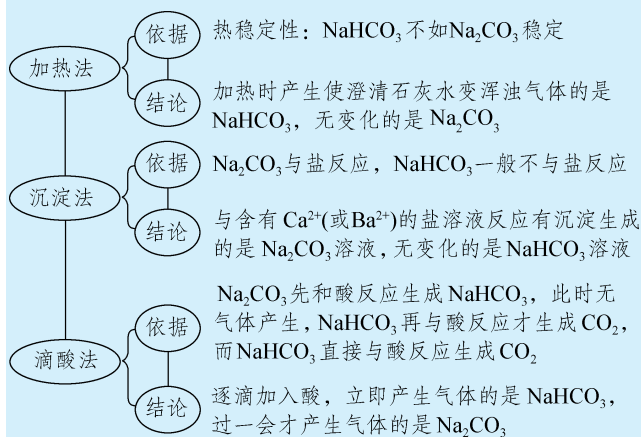 加热法
依据
热稳定性：NaHCO₃不如Na₂CO₃稳定
结论
加热时产生使澄清石灰水变浑浊气体的是
NaHCO₃，无变化的是Na₂CO₃
沉淀法
依据
Na₂CO₃与盐反应，NaHCO₃一般不与盐反应
结论
与含有Ca²⁺(或Ba²⁺)的盐溶液反应有沉淀生成
的是Na₂CO₃溶液，无变化的是NaHCO₃溶液
滴酸法
依据
Na₂CO₃先和酸反应生成NaHCO₃，此时无
气体产生，NaHCO₃再与酸反应才生成CO₂，
而NaHCO₃直接与酸反应生成CO₂
结论
逐滴加入酸，立即产生气体的是NaHCO₃，
过一会才产生气体的是Na₂CO₃